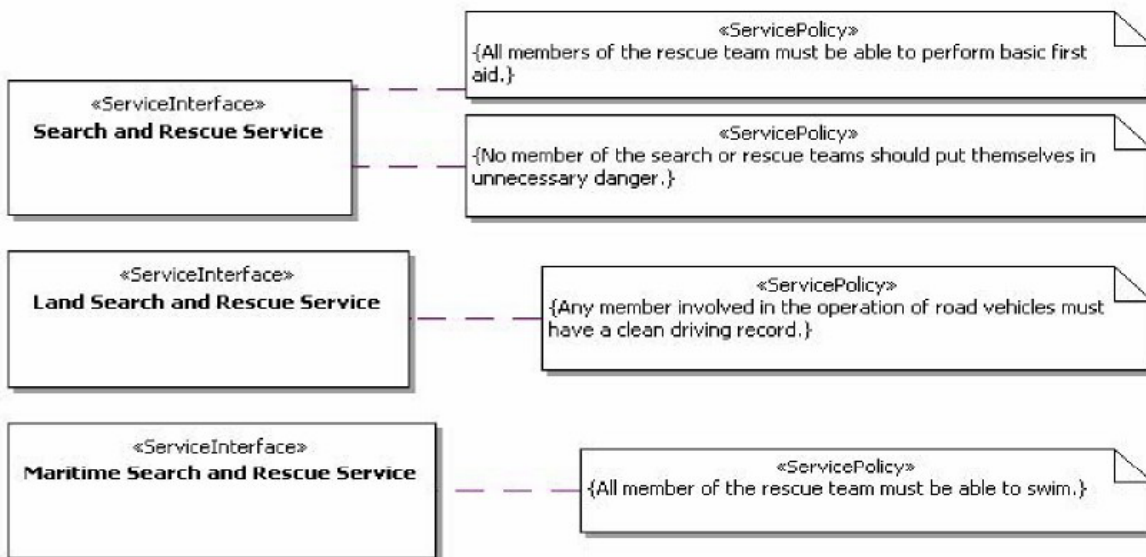 «ServicePolicy»
{All members of the rescue team must be able to perform basic first
aid.}
«ServiceInterface»
Search and Rescue Service
«ServicePolicy»
{No member of the search or rescue teams should put themselves in
unnecessary danger.}
«ServiceInterface»
Land Search and Rescue Service
«ServicePolicy»
{Any member involved in the operation of road vehicles must
have a clean driving record.}
«ServiceInterface»
Maritime Search and Rescue Service
«ServicePolicy»
{All member of the rescue team must be able to swim.}